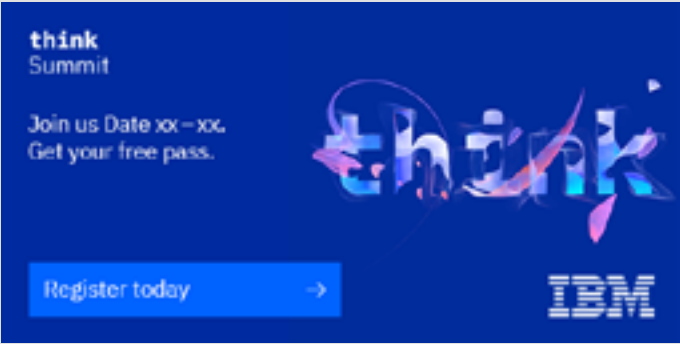 think
Summit
Join us Date xx–xx.
Get your free pass.
think
Register today →
IBM